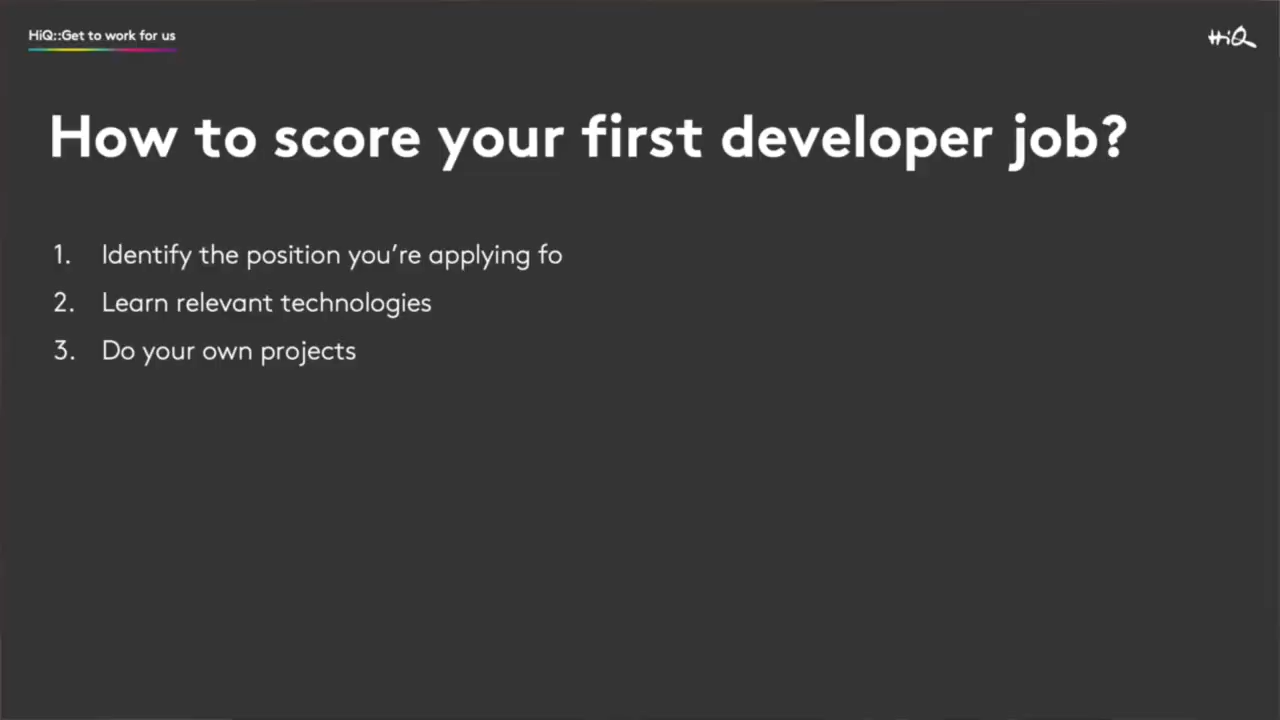 HiQ::Get to work for us
HiQ
How to score your first developer job?
1. Identify the position you're applying fo
2. Learn relevant technologies
3. Do your own projects